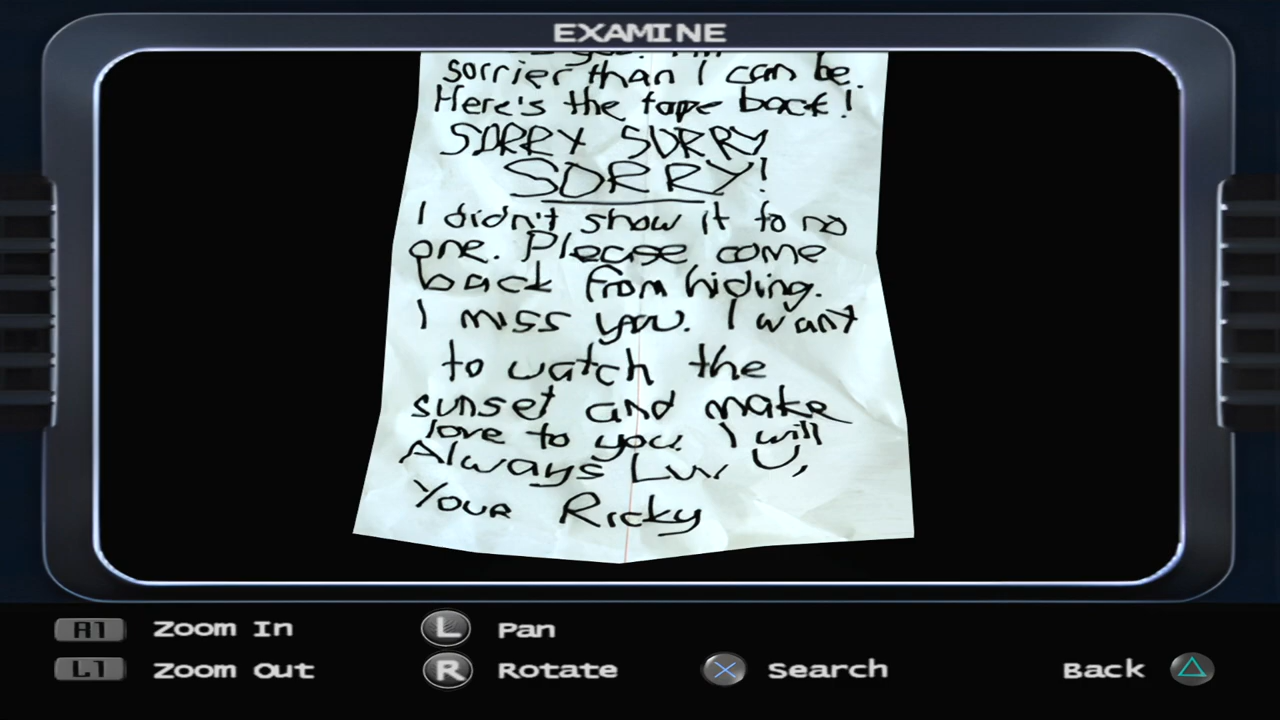 EXAMINE
sorrier than I can be.
Here's the tape back!
SORRY SORRY
SORRY!
I didn't show it to no
one. Please come
back from hiding.
I miss you. I want
to watch the
sunset and make
love to you. I will
Always Luv U,
Your Ricky
R1 Zoom In L Pan
L1 Zoom Out R Rotate Search Back